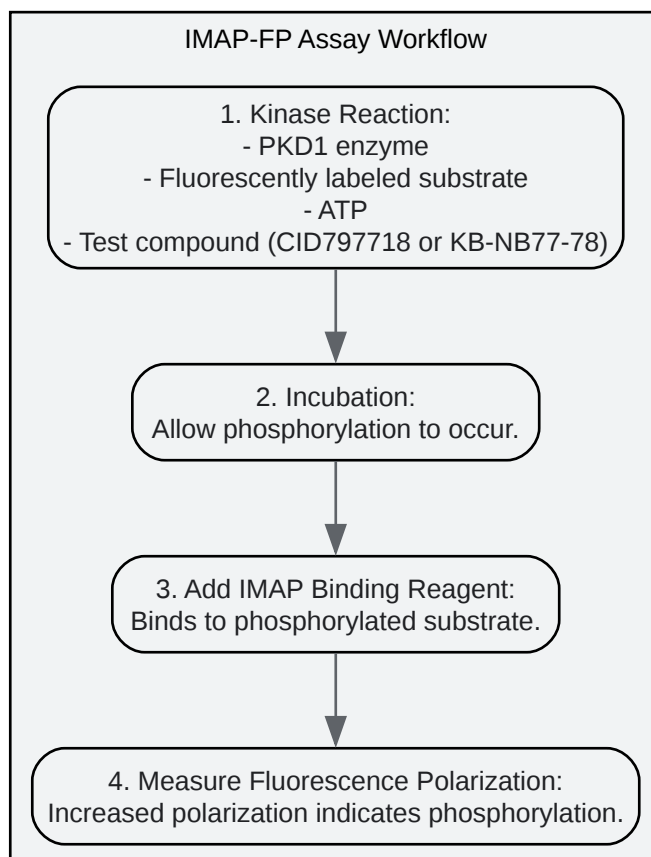 IMAP-FP Assay Workflow
1. Kinase Reaction:
- PKD1 enzyme
- Fluorescently labeled substrate
- ATP
- Test compound (CID797718 or KB-NB77-78)
2. Incubation:
Allow phosphorylation to occur.
3. Add IMAP Binding Reagent:
Binds to phosphorylated substrate.
4. Measure Fluorescence Polarization:
Increased polarization indicates phosphorylation.